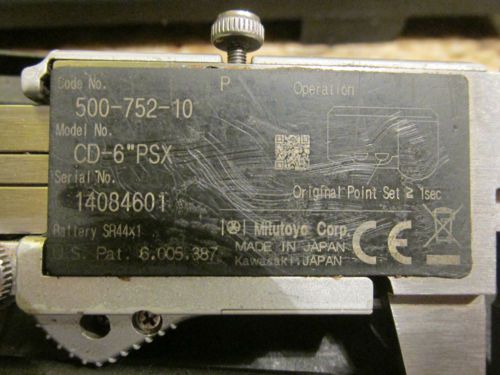 Code No. P Operation
500-752-10
Model No.
CD-6"PSX
Serial No.
14084601
Original Point Set ≥ 1sec
Battery SR44x1
U.S. Pat. 6.005.387
Mitutoyo Corp.
MADE IN JAPAN
Kawasaki JAPAN
CE